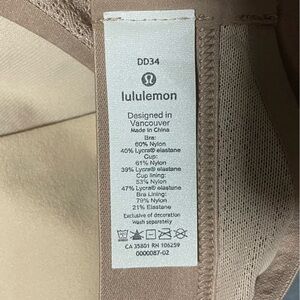 DD34
lululemon
Designed in
Vancouver
Made in China
Bra:
60% Nylon
40% Lycra® elastane
Cup:
61% Nylon
39% Lycra® elastane
Cup lining:
53% Nylon
47% Lycra® elastane
Bra Lining:
79% Nylon
21% Elastane
Exclusive of decoration
Wash separately
CA 35801 RN 106259
0000087-02